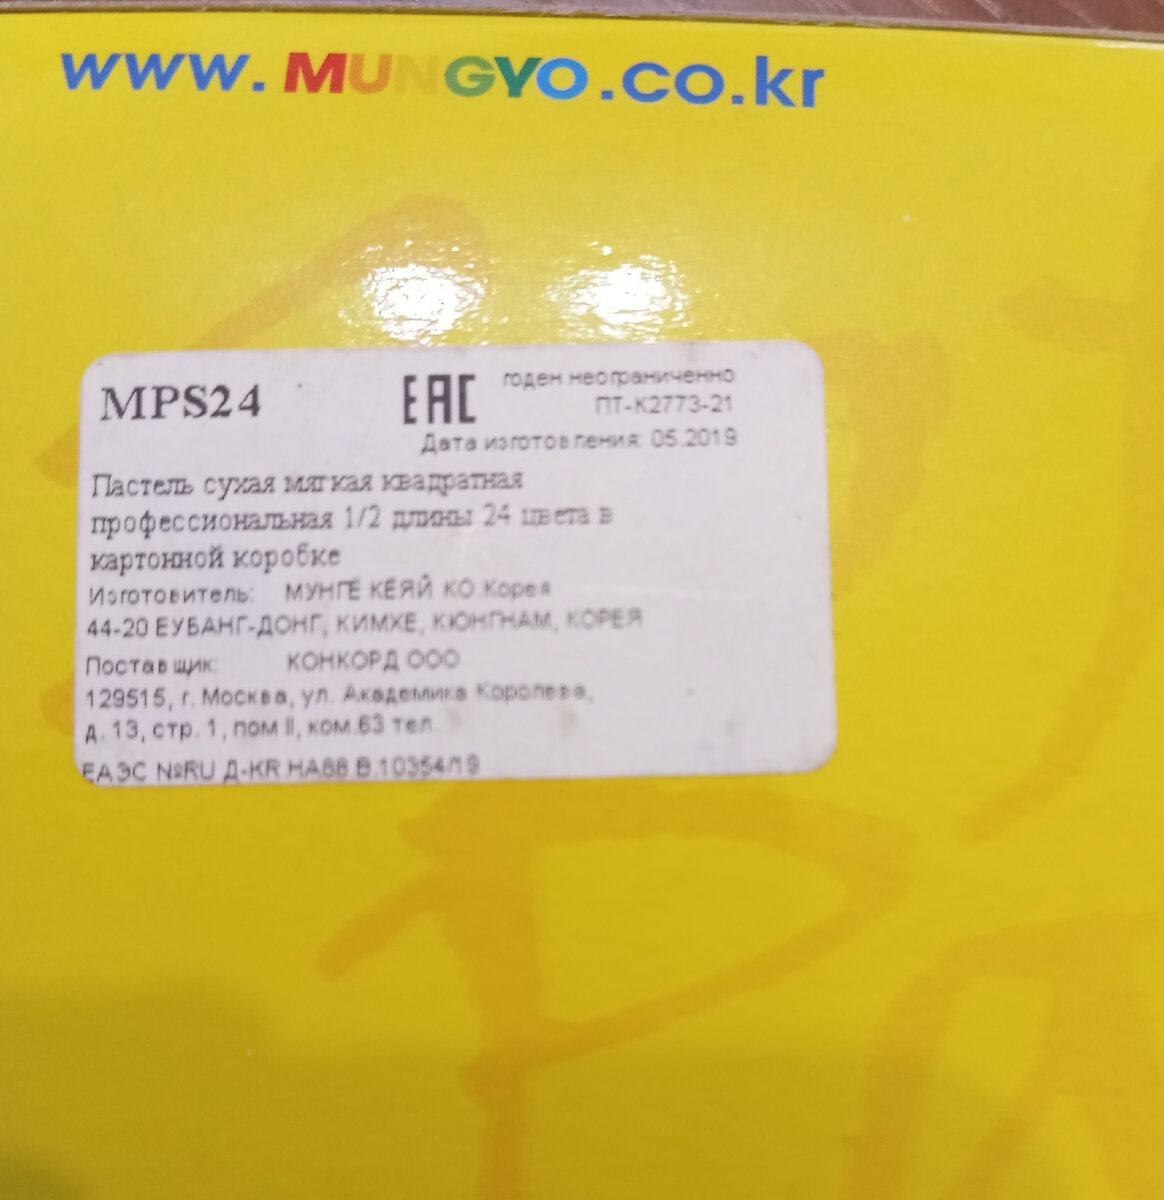 www.MUNGYO.co.kr
MPS24
EAC
годен неограниченно
ПТ-К2773-21
Дата изготовления: 05.2019
Пастель сухая мягкая квадратная
профессиональная 1/2 длины 24 цвета в
картонной коробке
Изготовитель: МУНГЕ КЕЯЙ КО.Корея
44-20 ЕУБАНГ-ДОНГ, КИМХЕ, КЮНГНАМ, КОРЕЯ
Поставщик: КОНКОРД ООО
129515, г. Москва, ул. Академика Королева,
д. 13, стр. 1, пом II, ком.63 тел.
ЕАЭС №RU Д-KR.НА88.В.10354/19